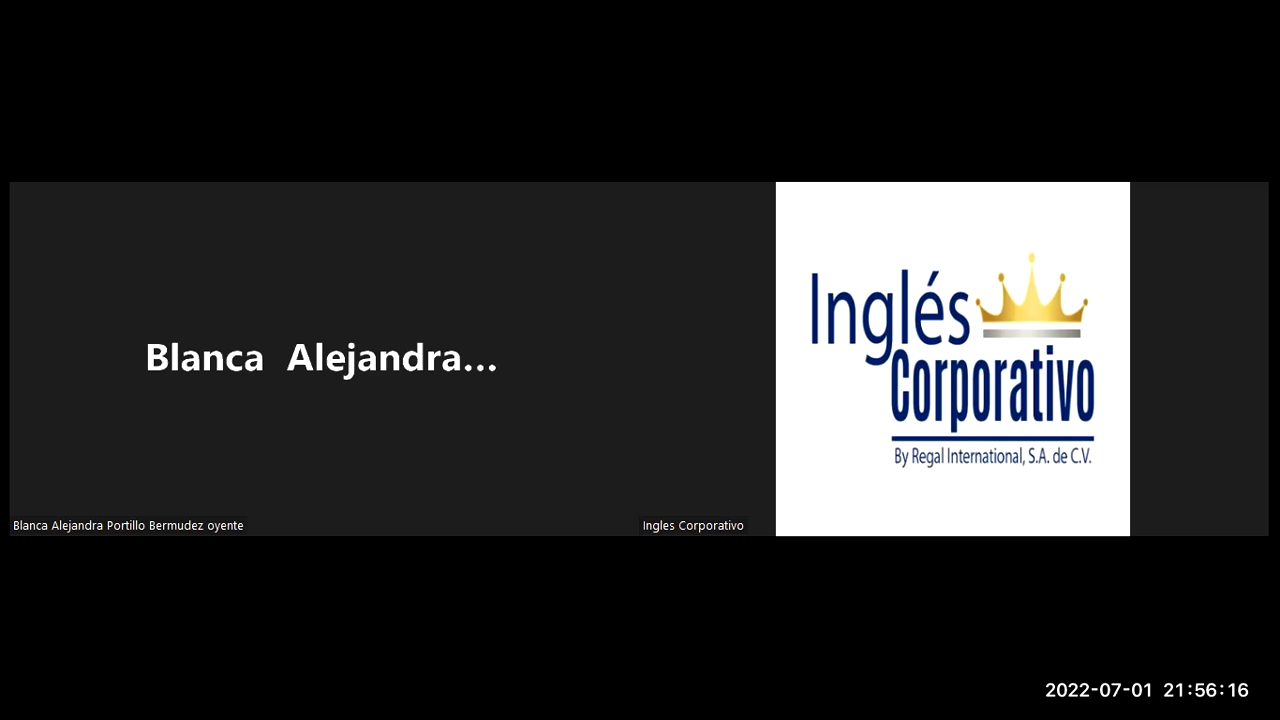 Blanca Alejandra...
Inglés
Corporativo
By Regal International, S.A. de C.V.
Blanca Alejandra Portillo Bermudez oyente
Ingles Corporativo
2022-07-01 21:56:16